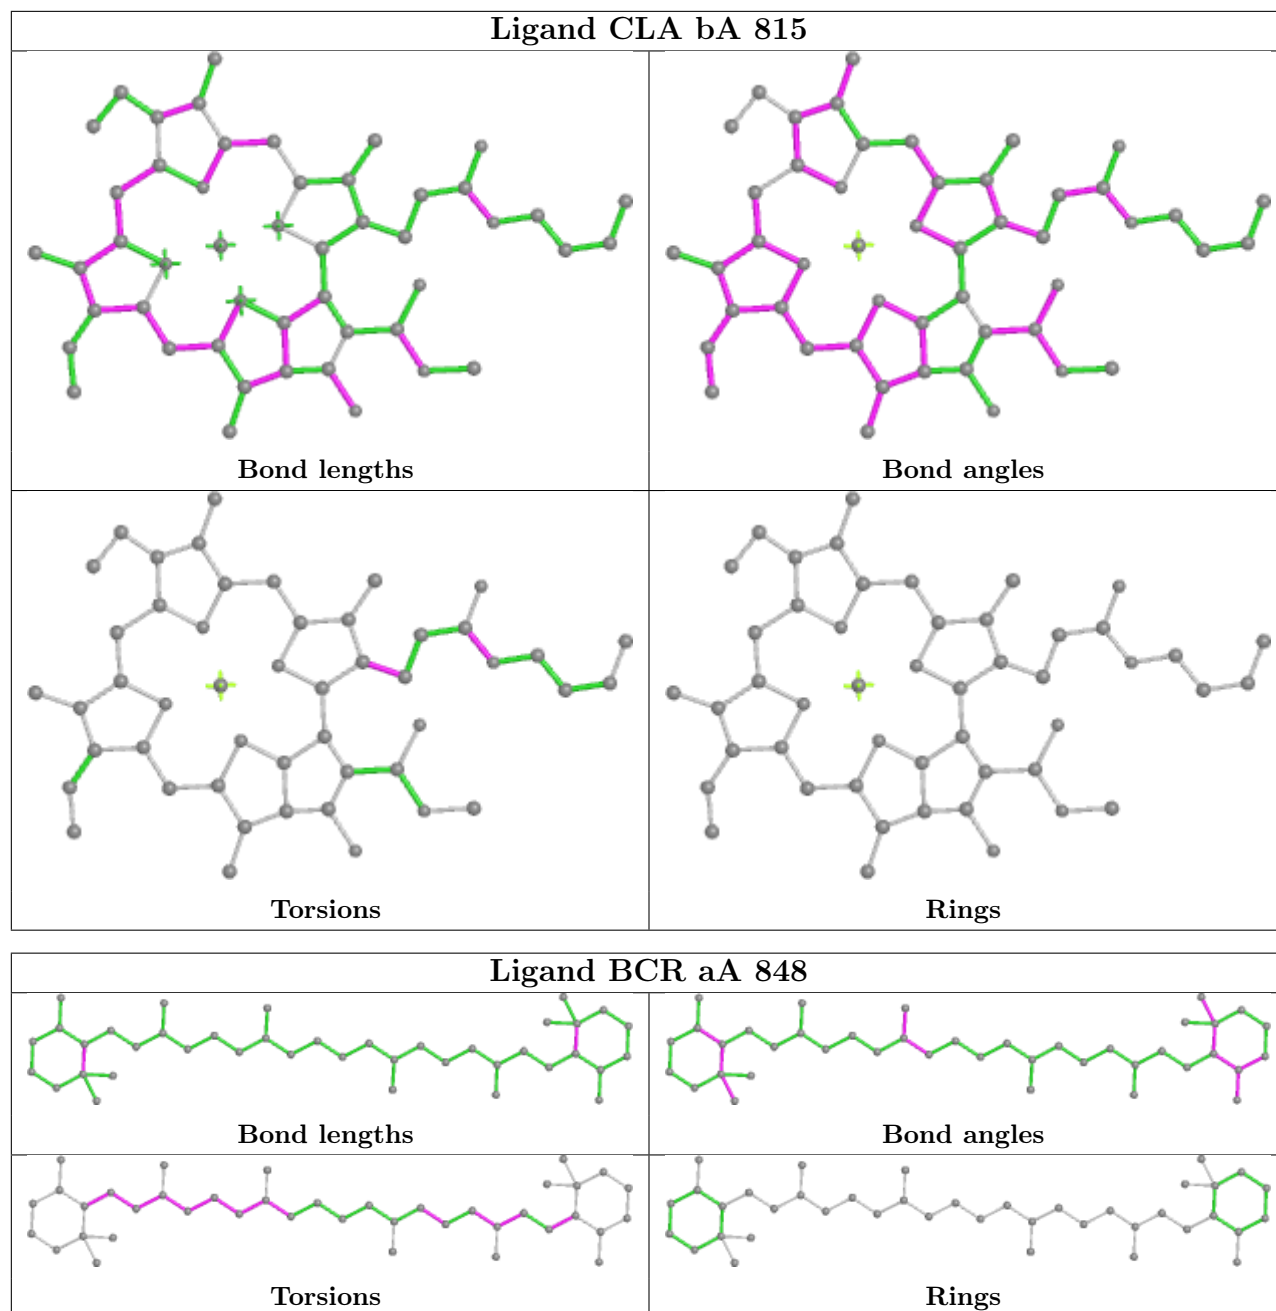 Ligand CLA bA 815
Bond lengths
Bond angles
Torsions
Rings
Ligand BCR aA 848
Bond lengths
Bond angles
Torsions
Rings